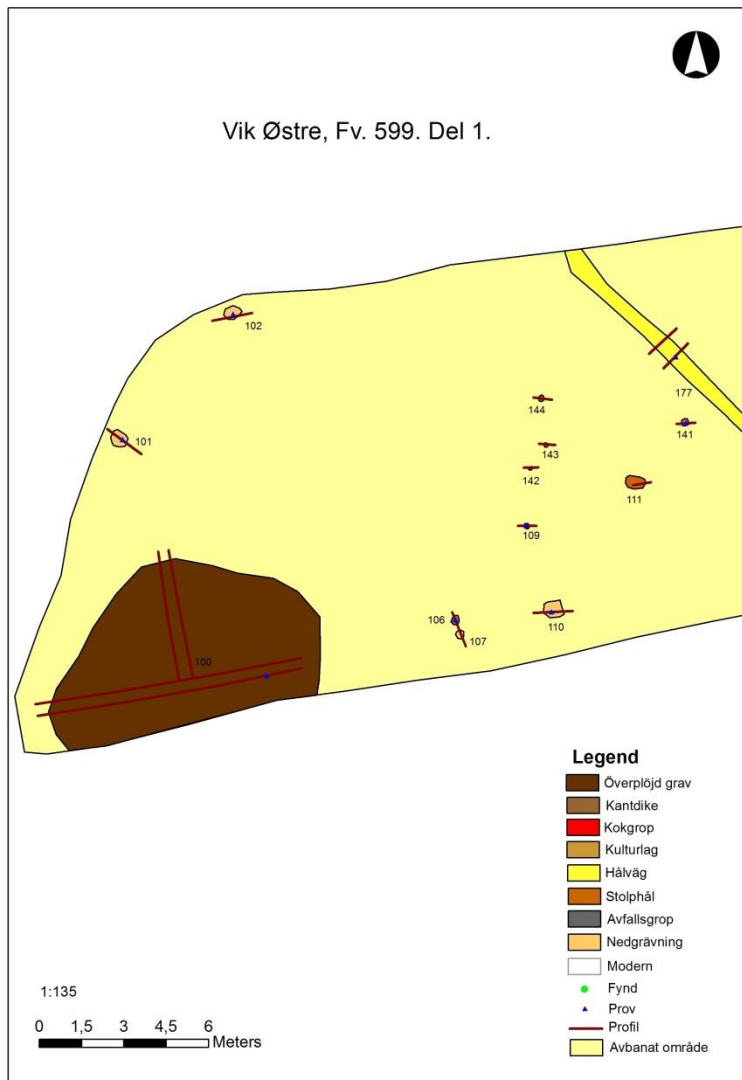 Vik Østre, Fv. 599. Del 1.
102
101
144
177
141
143
142
111
109
106
107
110
100
Legend
Överplöjd grav
Kantdike
Kokgrop
Kulturlag
Hålväg
Stolphål
Avfallsgrop
Nedgrävning
Modern
Fynd
Prov
Profil
Avbanat område
1:135
0 1,5 3 4,5 6
Meters